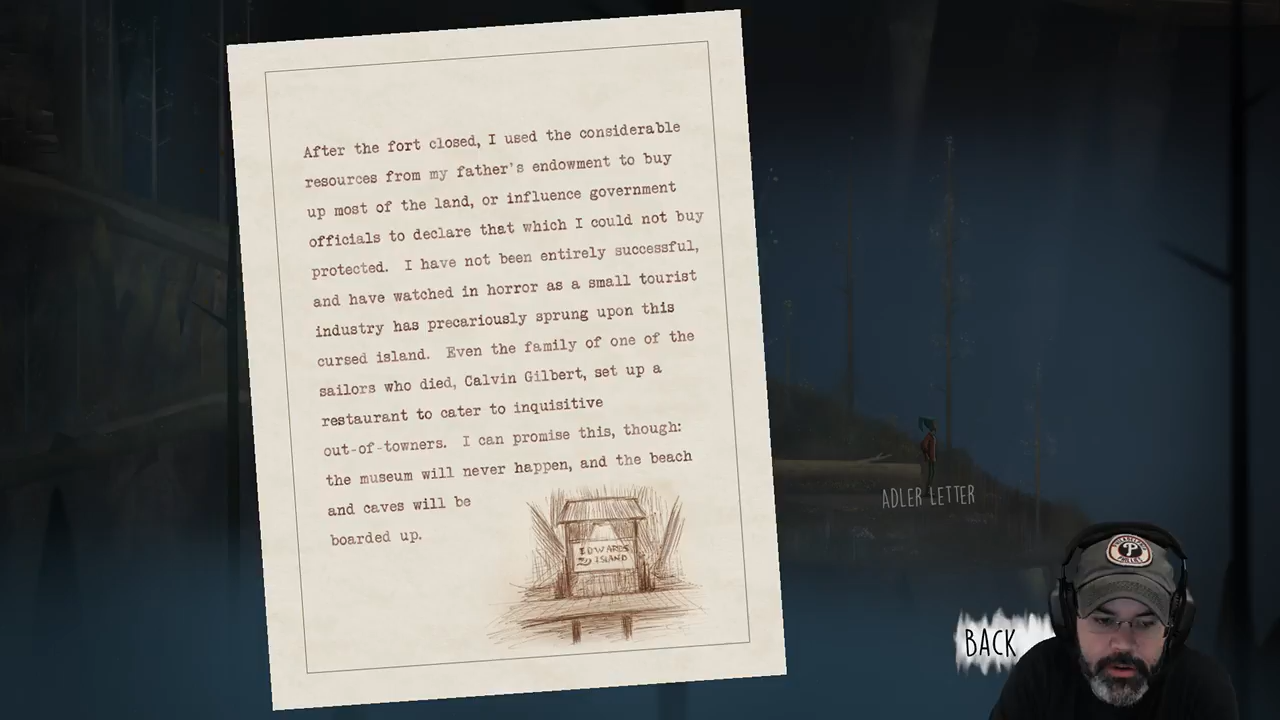 After the fort closed, I used the considerable
resources from my father's endowment to buy
up most of the land, or influence government
officials to declare that which I could not buy
protected.  I have not been entirely successful,
and have watched in horror as a small tourist
industry has precariously sprung upon this
cursed island.  Even the family of one of the
sailors who died, Calvin Gilbert, set up a
restaurant to cater to inquisitive
out-of-towners.  I can promise this, though:
the museum will never happen, and the beach
and caves will be
boarded up.
EDWARDS
ISLAND
ADLER LETTER
BACK
P